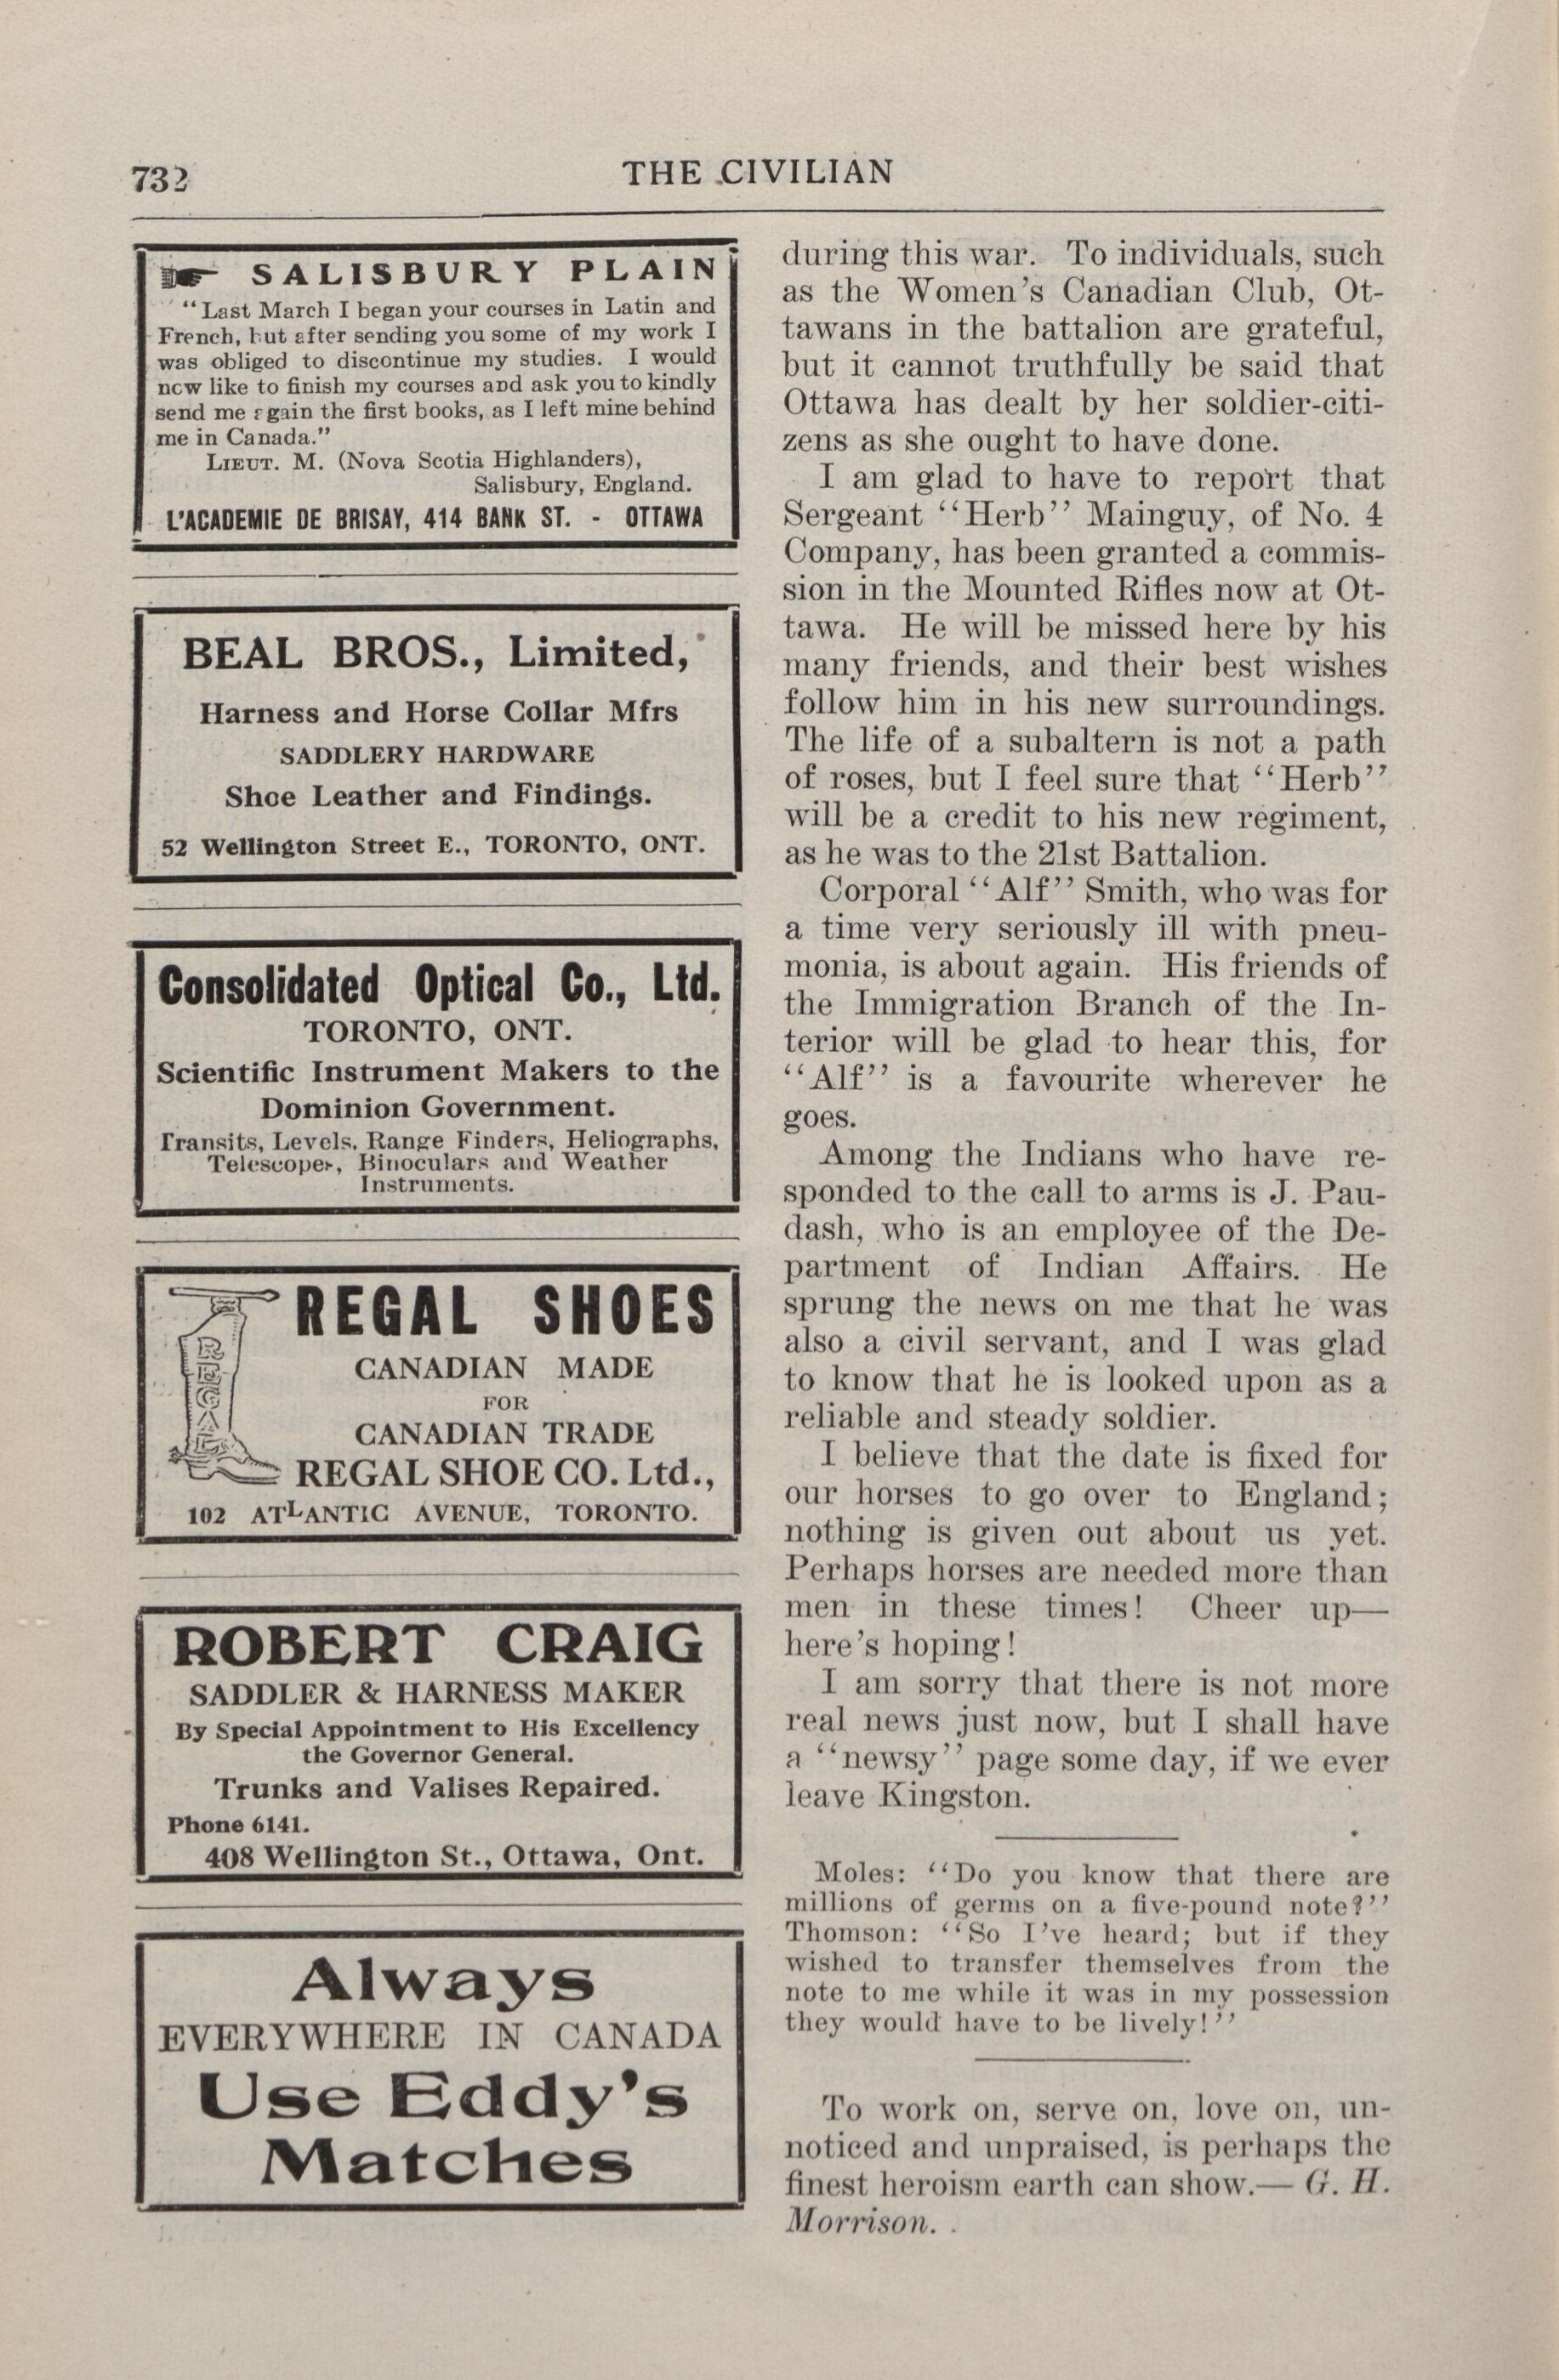 732
THE CIVILIAN
SALISBURY PLAIN
"Last March I began your courses in Latin and
French, but after sending you some of my work I
was obliged to discontinue my studies. I would
now like to finish my courses and ask you to kindly
send me again the first books, as I left mine behind
me in Canada."
LIEUT. M. (Nova Scotia Highlanders),
Salisbury, England.
L'ACADEMIE DE BRISAY, 414 BANK ST. - OTTAWA
BEAL BROS., Limited,
Harness and Horse Collar Mfrs
SADDLERY HARDWARE
Shoe Leather and Findings.
52 Wellington Street E., TORONTO, ONT.
Consolidated Optical Co., Ltd.
TORONTO, ONT.
Scientific Instrument Makers to the
Dominion Government.
Transits, Levels, Range Finders, Heliographs,
Telescopes, Binoculars and Weather
Instruments.
REGAL
REGAL SHOES
CANADIAN MADE
FOR
CANADIAN TRADE
REGAL SHOE CO. Ltd.,
102 ATLANTIC AVENUE, TORONTO.
ROBERT CRAIG
SADDLER & HARNESS MAKER
By Special Appointment to His Excellency
the Governor General.
Trunks and Valises Repaired.
Phone 6141.
408 Wellington St., Ottawa, Ont.
Always
EVERYWHERE IN CANADA
Use Eddy's
Matches
during this war. To individuals, such
as the Women's Canadian Club, Ot-
tawans in the battalion are grateful,
but it cannot truthfully be said that
Ottawa has dealt by her soldier-citi-
zens as she ought to have done.
I am glad to have to report that
Sergeant "Herb" Mainguy, of No. 4
Company, has been granted a commis-
sion in the Mounted Rifles now at Ot-
tawa. He will be missed here by his
many friends, and their best wishes
follow him in his new surroundings.
The life of a subaltern is not a path
of roses, but I feel sure that "Herb"
will be a credit to his new regiment,
as he was to the 21st Battalion.
Corporal "Alf" Smith, who was for
a time very seriously ill with pneu-
monia, is about again. His friends of
the Immigration Branch of the In-
terior will be glad to hear this, for
"Alf" is a favourite wherever he
goes.
Among the Indians who have re-
sponded to the call to arms is J. Pau-
dash, who is an employee of the De-
partment of Indian Affairs. He
sprung the news on me that he was
also a civil servant, and I was glad
to know that he is looked upon as a
reliable and steady soldier.
I believe that the date is fixed for
our horses to go over to England;
nothing is given out about us yet.
Perhaps horses are needed more than
men in these times! Cheer up—
here's hoping!
I am sorry that there is not more
real news just now, but I shall have
a "newsy" page some day, if we ever
leave Kingston.
Moles: "Do you know that there are
millions of germs on a five-pound note?"
Thomson: "So I've heard; but if they
wished to transfer themselves from the
note to me while it was in my possession
they would have to be lively!"
To work on, serve on, love on, un-
noticed and unpraised, is perhaps the
finest heroism earth can show.— G. H.
Morrison.